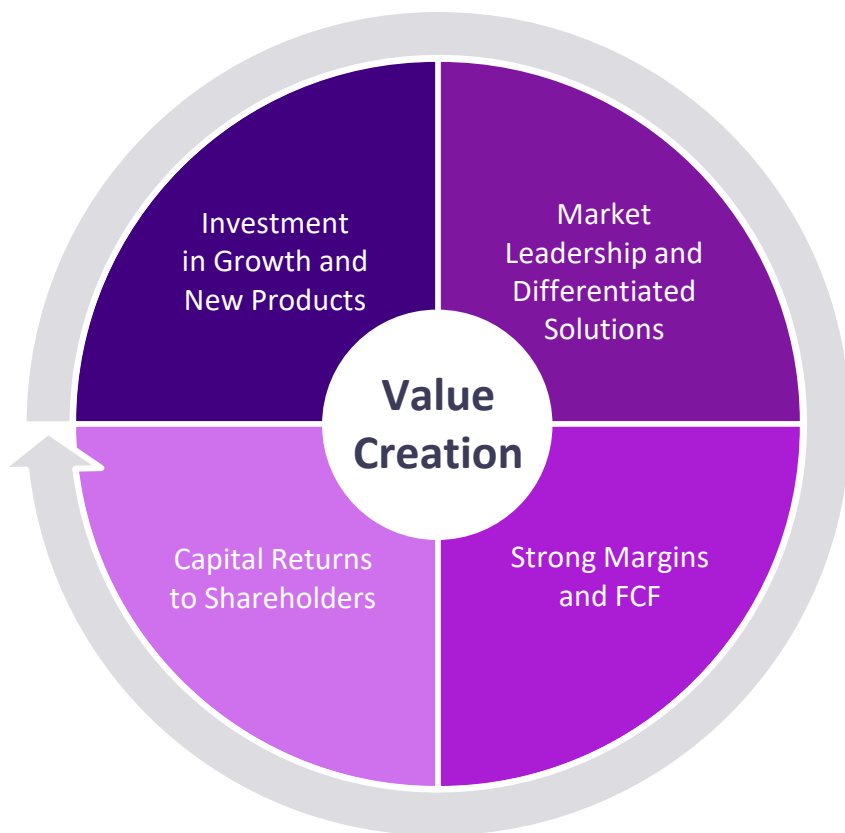 Investment
in Growth and
New Products
Market
Leadership and
Differentiated
Solutions
Value
Creation
Capital Returns
to Shareholders
Strong Margins
and FCF